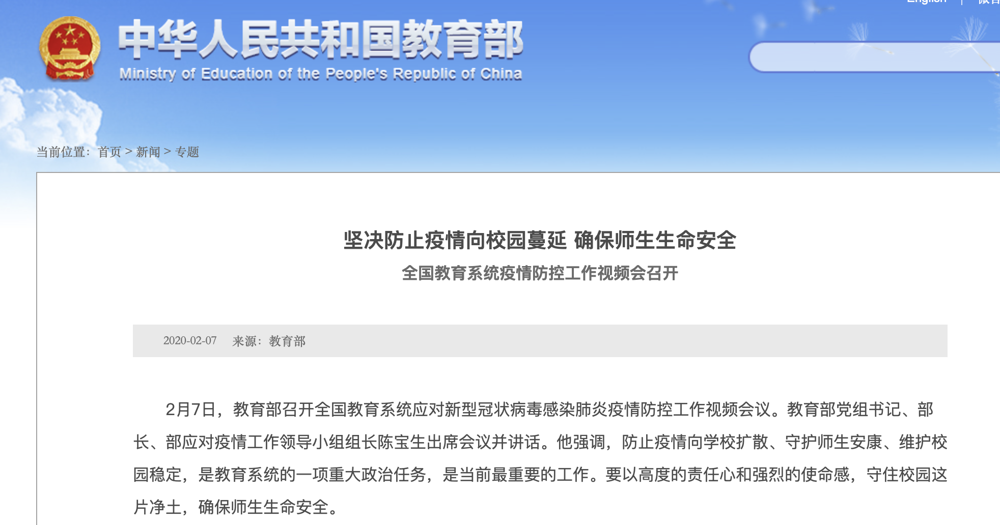 English | 微言
中华人民共和国教育部
Ministry of Education of the People's Republic of China
当前位置：首页 > 新闻 > 专题
坚决防止疫情向校园蔓延 确保师生生命安全
全国教育系统疫情防控工作视频会召开
2020-02-07 来源：教育部
2月7日，教育部召开全国教育系统应对新型冠状病毒感染肺炎疫情防控工作视频会议。教育部党组书记、部
长、部应对疫情工作领导小组组长陈宝生出席会议并讲话。他强调，防止疫情向学校扩散、守护师生安康、维护校
园稳定，是教育系统的一项重大政治任务，是当前最重要的工作。要以高度的责任心和强烈的使命感，守住校园这
片净土，确保师生生命安全。